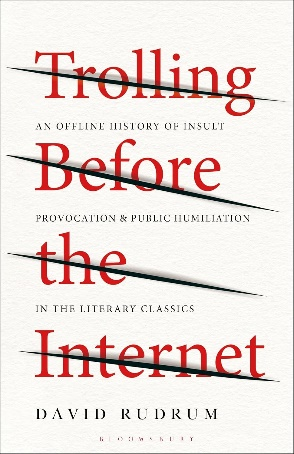 Trolling
AN OFFLINE HISTORY OF INSULT
Before
PROVOCATION & PUBLIC HUMILIATION
the
IN THE LITERARY CLASSICS
Internet
DAVID RUDRUM
BLOOMSBURY